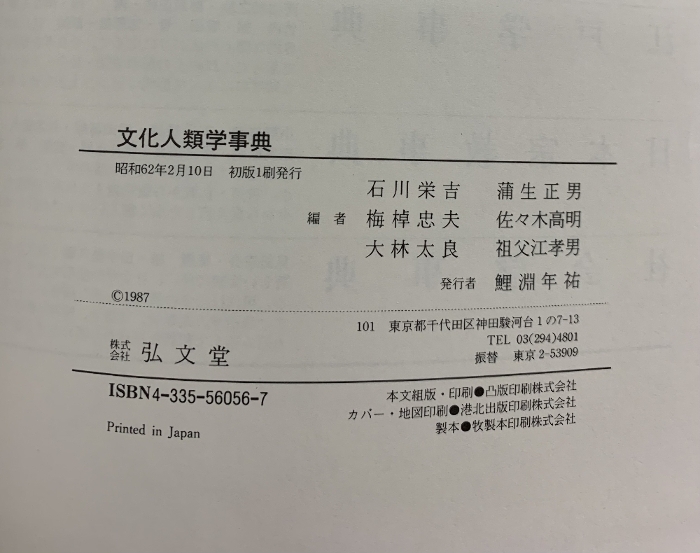 文化人類学事典
昭和62年2月10日　初版1刷発行
石川栄吉　蒲生正男
編者　梅棹忠夫　佐々木高明
大林太良　祖父江孝男
発行者　鯉淵年祐
©1987
101　東京都千代田区神田駿河台1の7-13
TEL 03(294)4801
振替　東京2-53909
株式会社　弘文堂
ISBN4-335-56056-7
Printed in Japan
本文組版・印刷●凸版印刷株式会社
カバー・地図印刷●港北出版印刷株式会社
製本●牧製本印刷株式会社